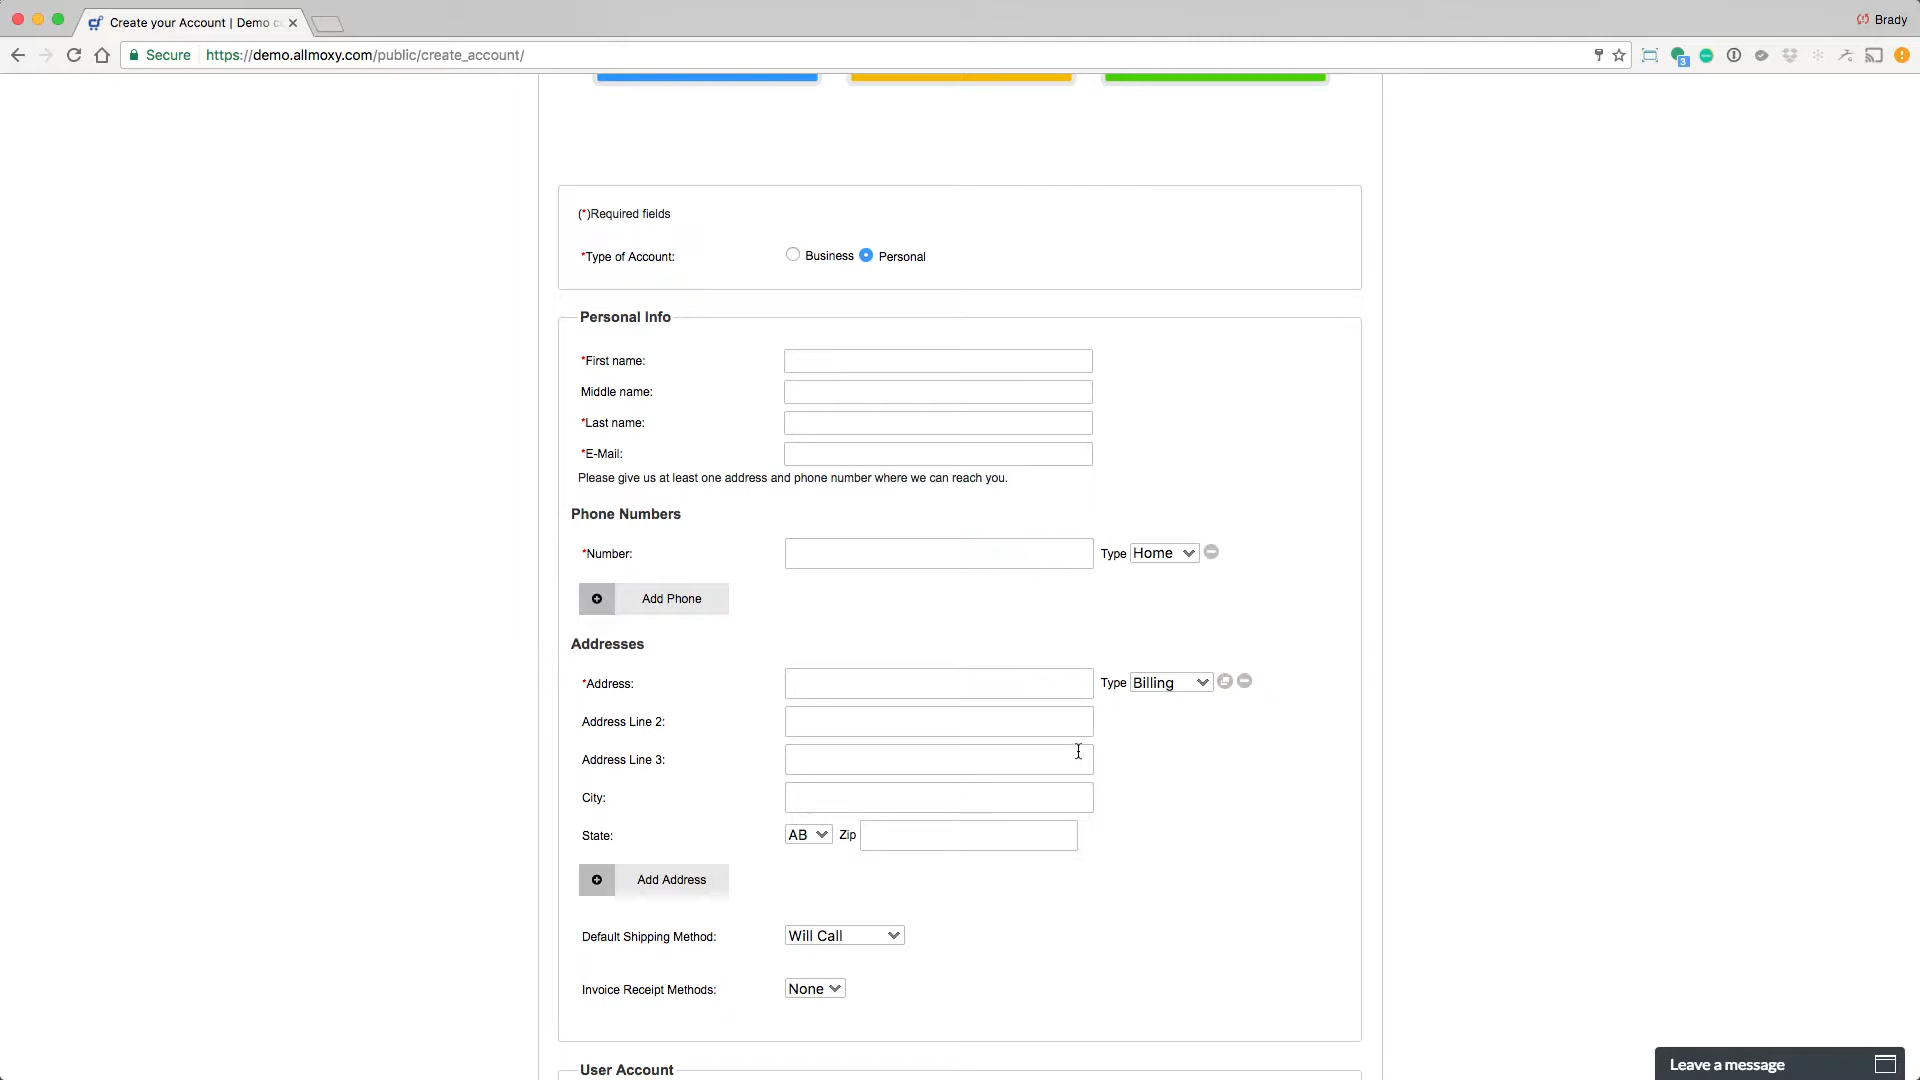 Create your Account | Demo c
Brady
Secure https://demo.allmoxy.com/public/create_account/
3
(*)Required fields
*Type of Account: Business Personal
Personal Info
*First name:
Middle name:
*Last name:
*E-Mail:
Please give us at least one address and phone number where we can reach you.
Phone Numbers
*Number: Type Home
Add Phone
Addresses
*Address: Type Billing
Address Line 2:
Address Line 3:
City:
State: AB Zip
Add Address
Default Shipping Method: Will Call
Invoice Receipt Methods: None
User Account
Leave a message